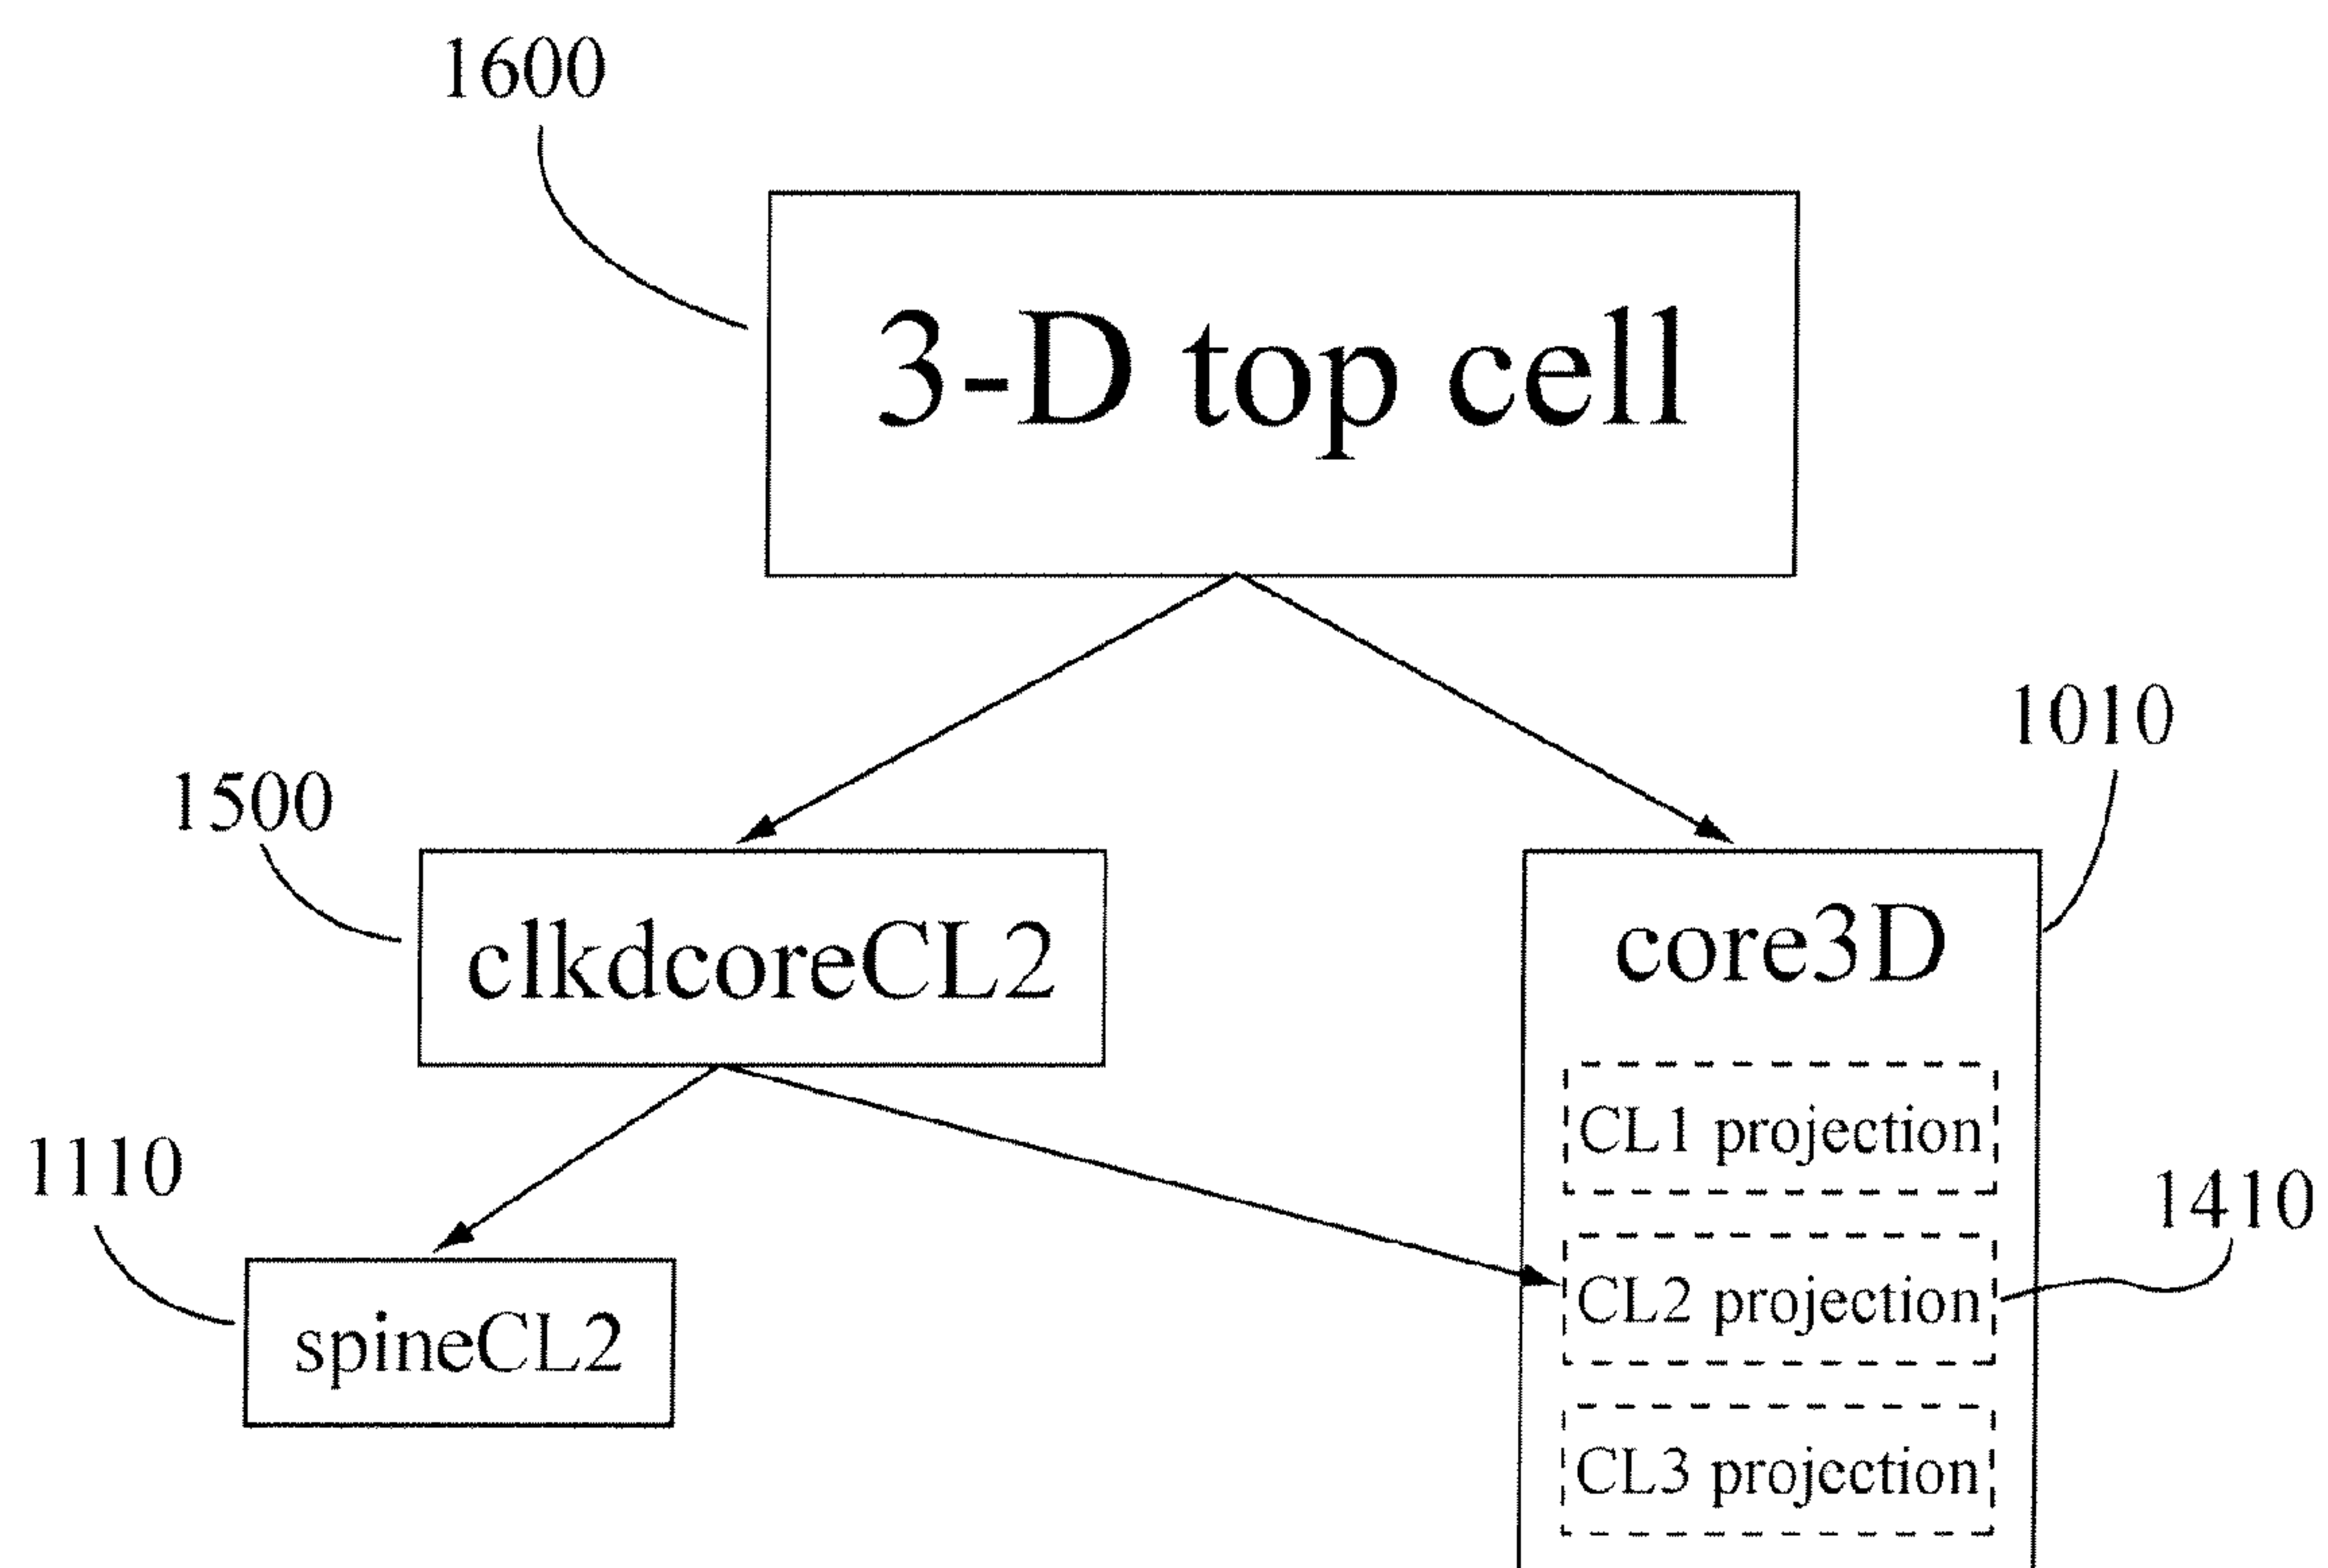 1600
3-D top cell
1010
1500
clkdcoreCL2
core3D
CL1 projection
1110
1410
CL2 projection
spineCL2
CL3 projection